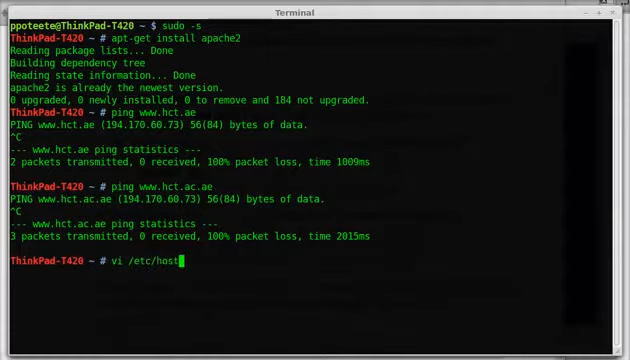 Terminal
ppoteete@ThinkPad-T420 ~ $ sudo -s
ThinkPad-T420 ~ # apt-get install apache2
Reading package lists... Done
Building dependency tree
Reading state information... Done
apache2 is already the newest version.
0 upgraded, 0 newly installed, 0 to remove and 184 not upgraded.
ThinkPad-T420 ~ # ping www.hct.ae
PING www.hct.ae (194.170.60.73) 56(84) bytes of data.
^C
--- www.hct.ae ping statistics ---
2 packets transmitted, 0 received, 100% packet loss, time 1009ms
ThinkPad-T420 ~ # ping www.hct.ac.ae
PING www.hct.ac.ae (194.170.60.73) 56(84) bytes of data.
^C
--- www.hct.ac.ae ping statistics ---
3 packets transmitted, 0 received, 100% packet loss, time 2015ms
ThinkPad-T420 ~ # vi /etc/host